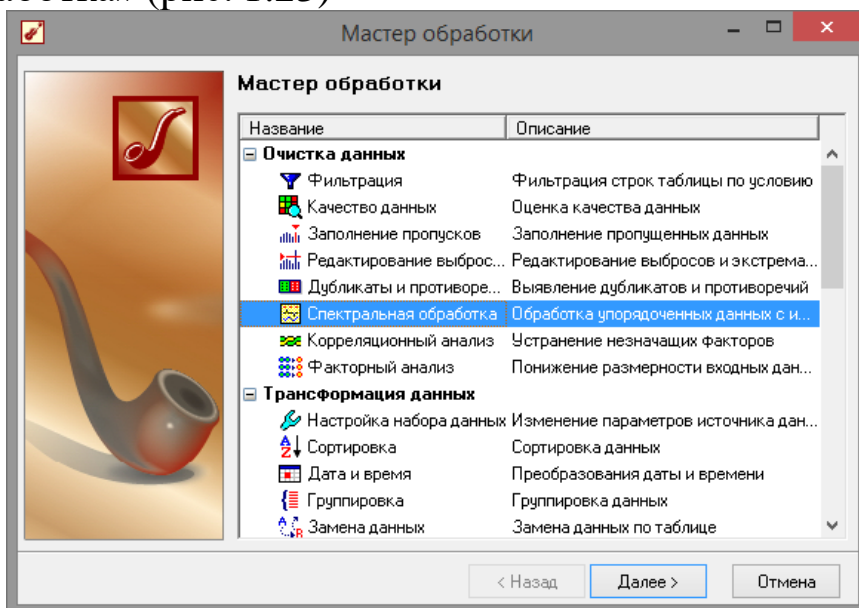 (рис. 1.25)
Мастер обработки
Мастер обработки
Название Описание
Очистка данных
Фильтрация Фильтрация строк таблицы по условию
Качество данных Оценка качества данных
Заполнение пропусков Заполнение пропущенных данных
Редактирование выброс... Редактирование выбросов и экстрема...
Дубликаты и противоре... Выявление дубликатов и противоречий
Спектральная обработка Обработка упорядоченных данных с и...
Корреляционный анализ Устранение незначащих факторов
Факторный анализ Понижение размерности входных дан...
Трансформация данных
Настройка набора данных Изменение параметров источника дан...
Сортировка Сортировка данных
Дата и время Преобразования даты и времени
Группировка Группировка данных
Замена данных Замена данных по таблице
< Назад Далее > Отмена